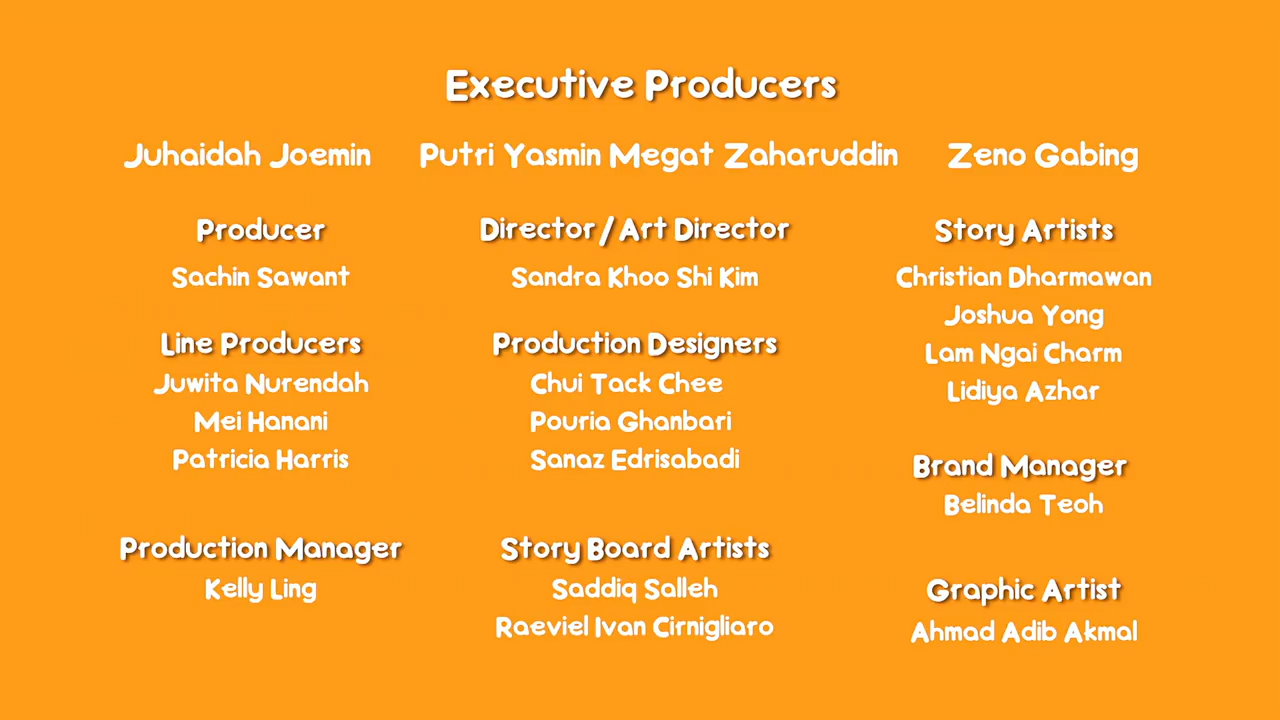 Executive Producers
Juhaidah Joemin Putri Yasmin Megat Zaharuddin Zeno Gabing
Producer
Sachin Sawant
Line Producers
Juwita Nurendah
Mei Hanani
Patricia Harris
Production Manager
Kelly Ling
Director/Art Director
Sandra Khoo Shi Kim
Production Designers
Chui Tack Chee
Pouria Ghanbari
Sanaz Edrisabadi
Story Board Artists
Saddiq Salleh
Raeviel Ivan Cirnigliaro
Story Artists
Christian Dharmawan
Joshua Yong
Lam Ngai Charm
Lidiya Azhar
Brand Manager
Belinda Teoh
Graphic Artist
Ahmad Adib Akmal